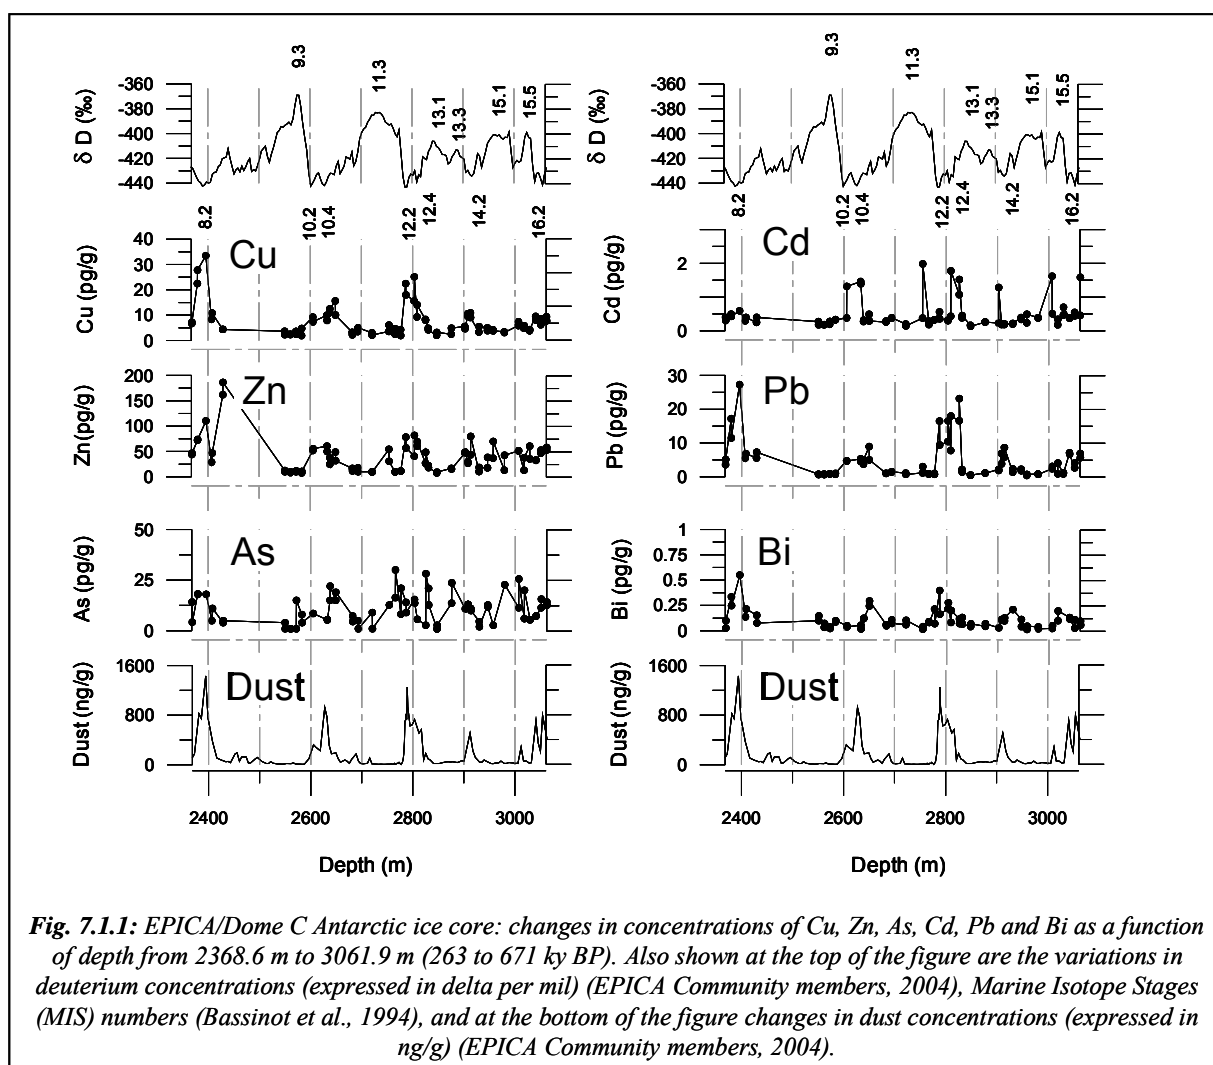 9.3
11.3
13.1
13.3
15.1
15.5
-360
-380
-400
-420
-440
δ D (‰)
8.2
10.2
10.4
12.2
12.4
14.2
16.2
40
30
20
10
0
Cu (pg/g)
Cu
200
150
100
50
0
Zn(pg/g)
Zn
50
25
0
As (pg/g)
As
1600
800
0
Dust (ng/g)
Dust
2400 2600 2800 3000
Depth (m)
9.3
11.3
13.1
13.3
15.1
15.5
-360
-380
-400
-420
-440
δ D (‰)
8.2
10.2
10.4
12.2
12.4
14.2
16.2
2
0
Cd (pg/g)
Cd
30
20
10
0
Pb (pg/g)
Pb
1
0.75
0.5
0.25
0
Bi (pg/g)
Bi
1600
800
0
Dust (ng/g)
Dust
2400 2600 2800 3000
Depth (m)
Fig. 7.1.1: EPICA/Dome C Antarctic ice core: changes in concentrations of Cu, Zn, As, Cd, Pb and Bi as a function
of depth from 2368.6 m to 3061.9 m (263 to 671 ky BP). Also shown at the top of the figure are the variations in
deuterium concentrations (expressed in delta per mil) (EPICA Community members, 2004), Marine Isotope Stages
(MIS) numbers (Bassinot et al., 1994), and at the bottom of the figure changes in dust concentrations (expressed in
ng/g) (EPICA Community members, 2004).